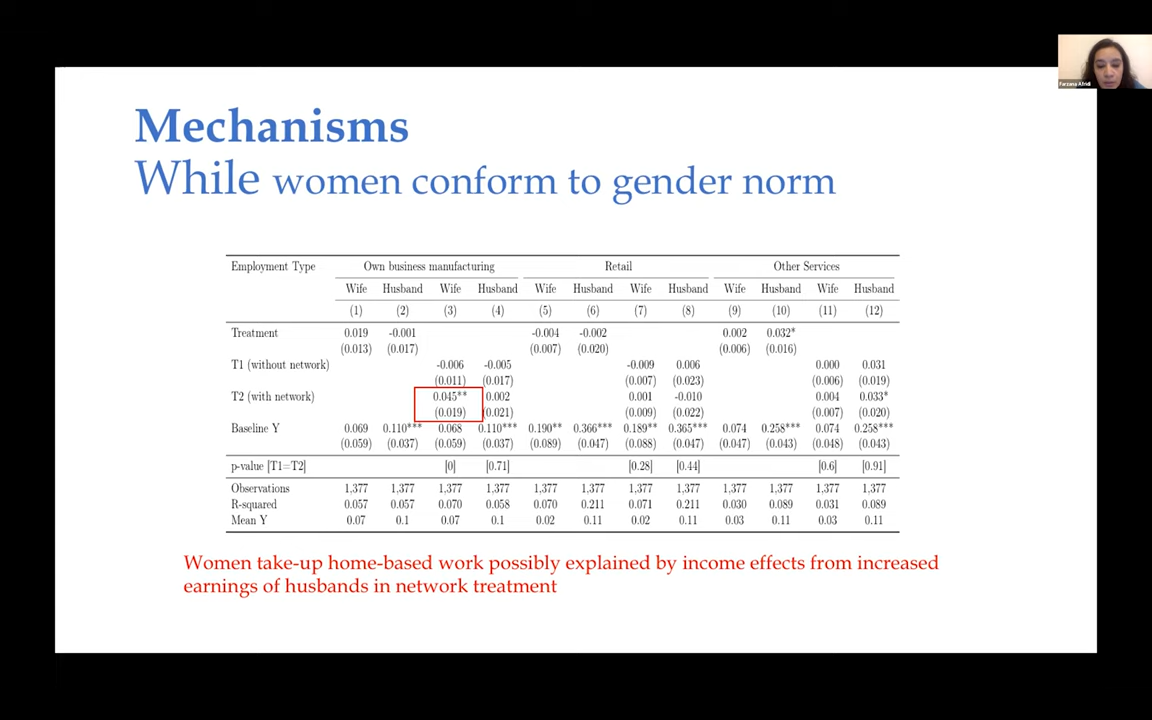 Farzana Afridi
Mechanisms
While women conform to gender norm
Employment Type Own business manufacturing Retail Other Services
Wife Husband Wife Husband Wife Husband Wife Husband Wife Husband Wife Husband
(1) (2) (3) (4) (5) (6) (7) (8) (9) (10) (11) (12)
Treatment 0.019 -0.001 -0.004 -0.002 0.002 0.032*
(0.013) (0.017) (0.007) (0.020) (0.006) (0.016)
T1 (without network) -0.006 -0.005 -0.009 0.006 0.000 0.031
(0.011) (0.017) (0.007) (0.023) (0.006) (0.019)
T2 (with network) 0.045** 0.002 0.001 -0.010 0.004 0.033*
(0.019) (0.021) (0.009) (0.022) (0.007) (0.020)
Baseline Y 0.069 0.110*** 0.068 0.110*** 0.190** 0.366*** 0.189** 0.365*** 0.074 0.258*** 0.074 0.258***
(0.059) (0.037) (0.059) (0.037) (0.089) (0.047) (0.088) (0.047) (0.047) (0.043) (0.048) (0.043)
p-value [T1=T2] [0] [0.71] [0.28] [0.44] [0.6] [0.91]
Observations 1,377 1,377 1,377 1,377 1,377 1,377 1,377 1,377 1,377 1,377 1,377 1,377
R-squared 0.057 0.057 0.070 0.058 0.070 0.211 0.071 0.211 0.030 0.089 0.031 0.089
Mean Y 0.07 0.1 0.07 0.1 0.02 0.11 0.02 0.11 0.03 0.11 0.03 0.11
Women take-up home-based work possibly explained by income effects from increased
earnings of husbands in network treatment